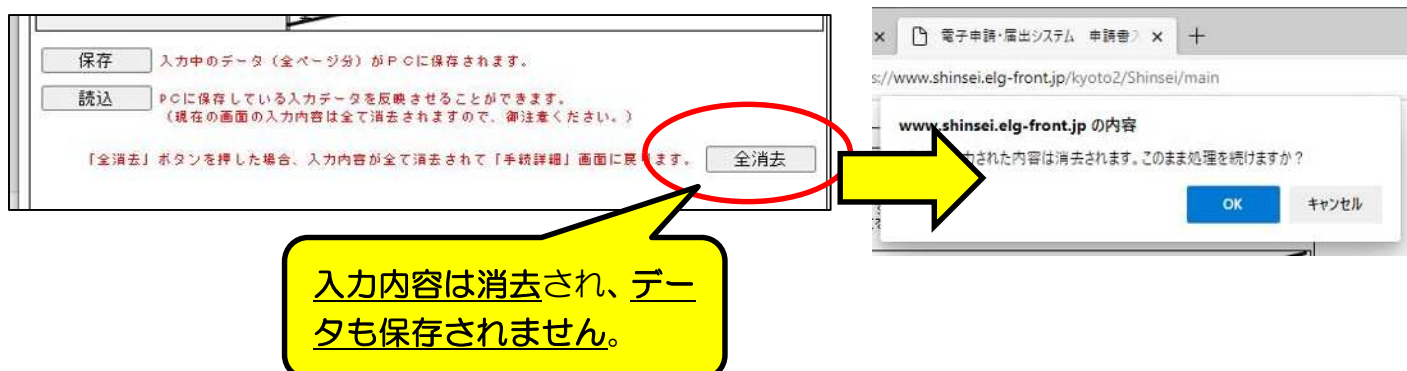 保存 入力中のデータ（全ページ分）がPCに保存されます。
読込 PCに保存している入力データを反映させることができます。
（現在の画面の入力内容は全て消去されますので、御注意ください。）
「全消去」ボタンを押した場合、入力内容が全て消去されて「手続詳細」画面に戻ります。 全消去
入力内容は消去され、デー
タも保存されません。
× 電子申請・届出システム 申請書 × +
s://www.shinsei.elg-front.jp/kyoto2/Shinsei/main
www.shinsei.elg-front.jp の内容
力された内容は消去されます。このまま処理を続けますか？
OK キャンセル